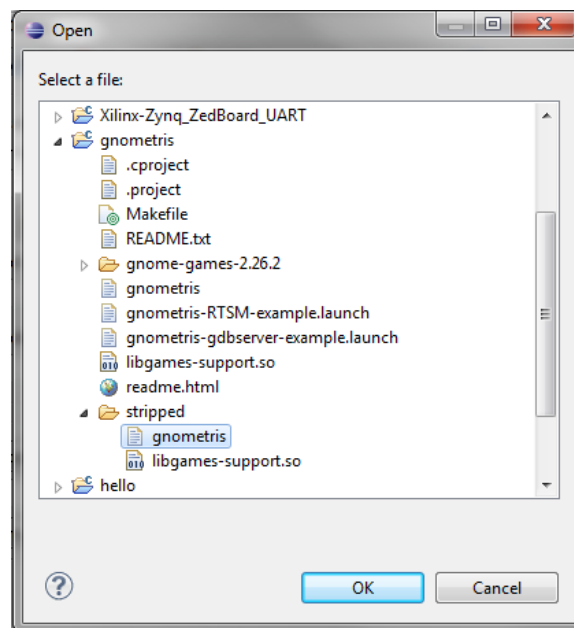 Open
Select a file:
Xilinx-Zynq_ZedBoard_UART
gnometris
.cproject
.project
Makefile
README.txt
gnome-games-2.26.2
gnometris
gnometris-RTSM-example.launch
gnometris-gdbserver-example.launch
libgames-support.so
readme.html
stripped
gnometris
libgames-support.so
hello
OK Cancel